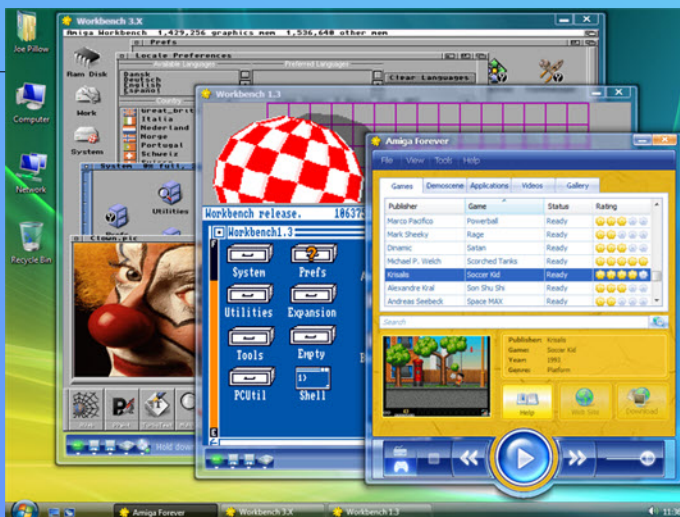 Joe Pillow
Computer
Network
Recycle Bin
Workbench 3.X
Amiga Workbench 1,429,256 graphics mem 1,536,640 other mem
Prefs
Locale Preferences
Available Languages
Preferred Languages
Dansk
Deutsch
English
Español
Clear Languages
Country
Italia
Nederland
Norge
Portugal
Schweiz
Ram Disk
Work
System
System
Utilities
Prefs
Clown.pic
Hold down
Workbench 1.3
Workbench release.
Workbench1.3
System
Prefs
Utilities
Expansion
Tools
Empty
PCUtil
Shell
Amiga Forever
File View Tools Help
Games Demoscene Applications Videos Gallery
Publisher Game Status Rating
Marco Pacifico Powerball Ready
Mark Sheeky Rage Ready
Dinamic Satan Ready
Michael P. Welch Scorched Tanks Ready
Krisalis Soccer Kid Ready
Alexandre Kral Son Shu Shi Ready
Andreas Seebeck Space MAX Ready
Search
Publisher: Krisalis
Game: Soccer Kid
Year: 1993
Genre: Platform
Help
Web Site
Download
Amiga Forever
Workbench 3.X
Workbench 1.3